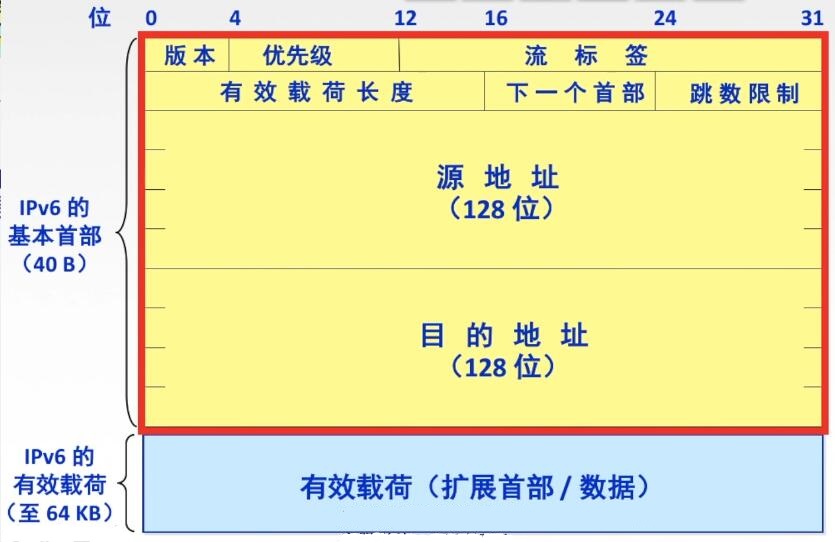 位 0 4 12 16 24 31
版本 优先级 流标签
有效载荷长度 下一个首部 跳数限制
源地址
（128 位）
IPv6 的
基本首部
（40 B）
目的地址
（128 位）
IPv6 的
有效载荷
（至 64 KB）
有效载荷（扩展首部 / 数据）